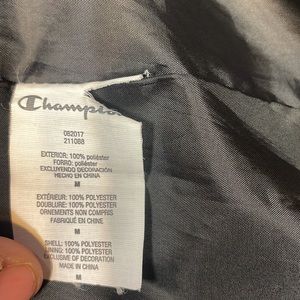 Champion
082017
211088
EXTERIOR: 100% poliéster
FORRO: poliéster
EXCLUYENDO DECORACIÓN
HECHO EN CHINA
M
EXTÉRIEUR: 100% POLYESTER
DOUBLURE: 100% POLYESTER
ORNEMENTS NON COMPRIS
FABRIQUÉ EN CHINE
M
SHELL: 100% POLYESTER
LINING: 100% POLYESTER
EXCLUSIVE OF DECORATION
MADE IN CHINA
M